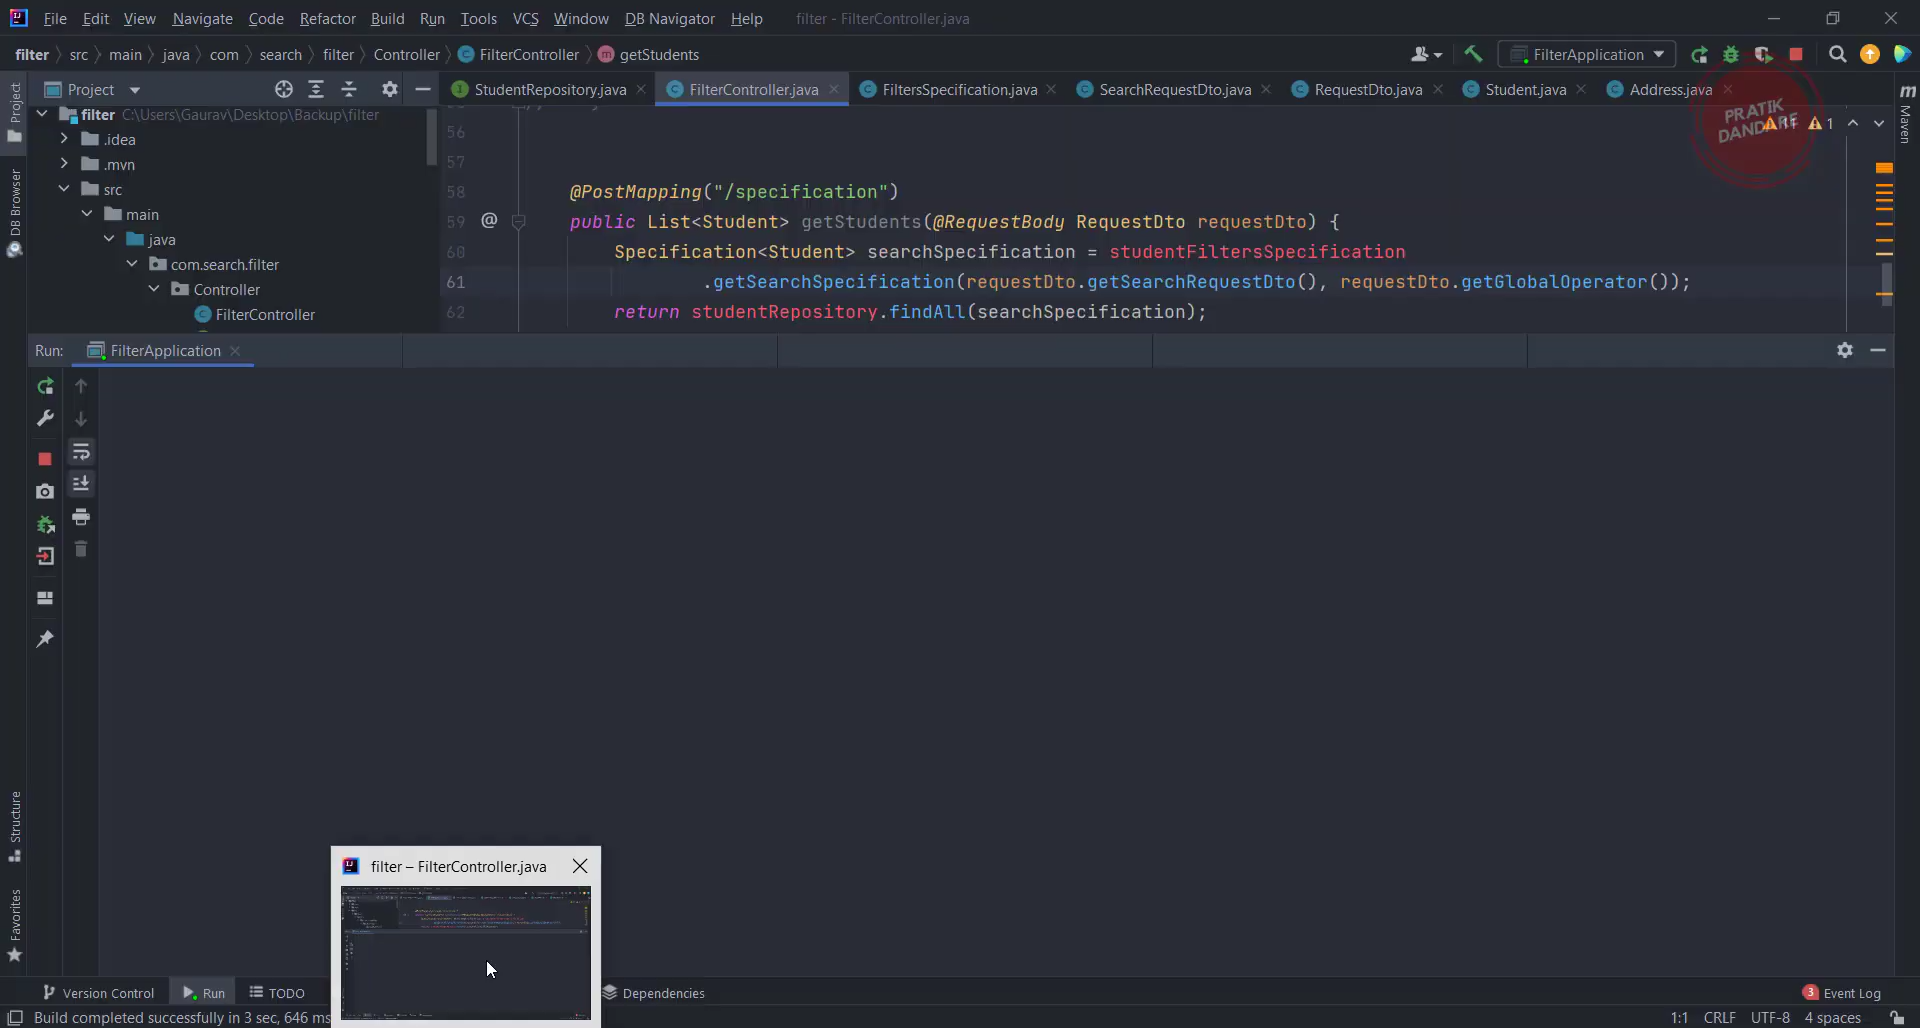 File Edit View Navigate Code Refactor Build Run Tools VCS Window DB Navigator Help filter - FilterController.java
filter src main java com search filter Controller FilterController getStudents FilterApplication
Project StudentRepository.java FilterController.java FiltersSpecification.java SearchRequestDto.java RequestDto.java Student.java Address.java
filter C:\Users\Gaurav\Desktop\Backup\filter
.idea
.mvn
src
main
java
com.search.filter
Controller
FilterController
PRATIK
DANDARE
11 1
56
57
58 @PostMapping("/specification")
59 @ public List<Student> getStudents(@RequestBody RequestDto requestDto) {
60 Specification<Student> searchSpecification = studentFiltersSpecification
61 .getSearchSpecification(requestDto.getSearchRequestDto(), requestDto.getGlobalOperator());
62 return studentRepository.findAll(searchSpecification);
Project
DB Browser
Structure
Favorites
Maven
Run: FilterApplication
filter – FilterController.java
Version Control Run TODO Dependencies 3 Event Log
Build completed successfully in 3 sec, 646 ms 1:1 CRLF UTF-8 4 spaces